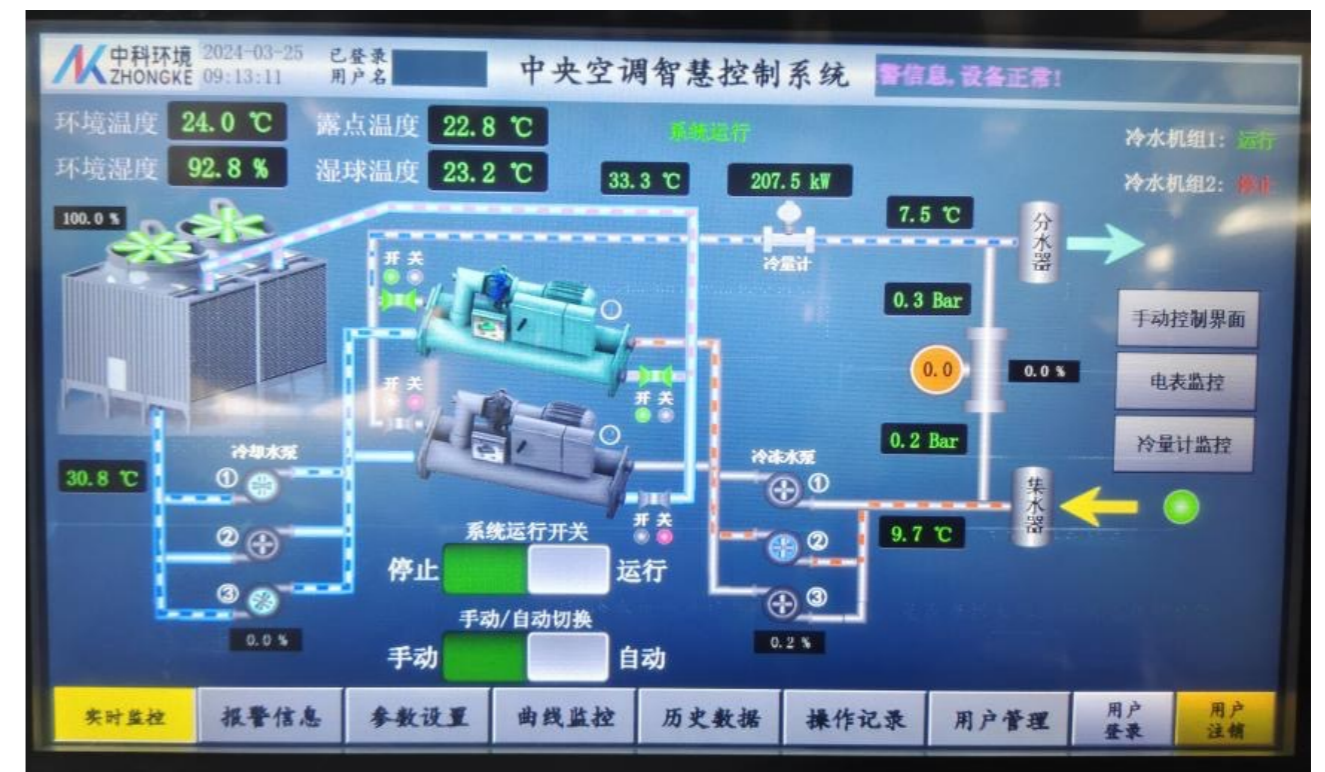 中科环境 2024-03-25 已登录
ZHONGKE 09:13:11 用户名
中央空调智慧控制系统
警信息,设备正常!
环境温度 24.0 ℃ 露点温度 22.8 ℃
系统运行
冷水机组1: 运行
环境湿度 92.8 % 湿球温度 23.2 ℃
33.3 ℃ 207.5 kW
冷水机组2: 停止
100.0 %
7.5 ℃
分水器
开 关
冷量计
0.3 Bar
手动控制界面
0.0
0.0 %
电表监控
开 关
开 关
0.2 Bar
冷量计监控
冷却水泵
冷冻水泵
30.8 ℃
①
①
集水器
开 关
系统运行开关
②
②
9.7 ℃
停止 运行
③
③
手动/自动切换
0.0 %
0.2 %
手动 自动
实时监控 报警信息 参数设置 曲线监控 历史数据 操作记录 用户管理 用户登录 用户注销